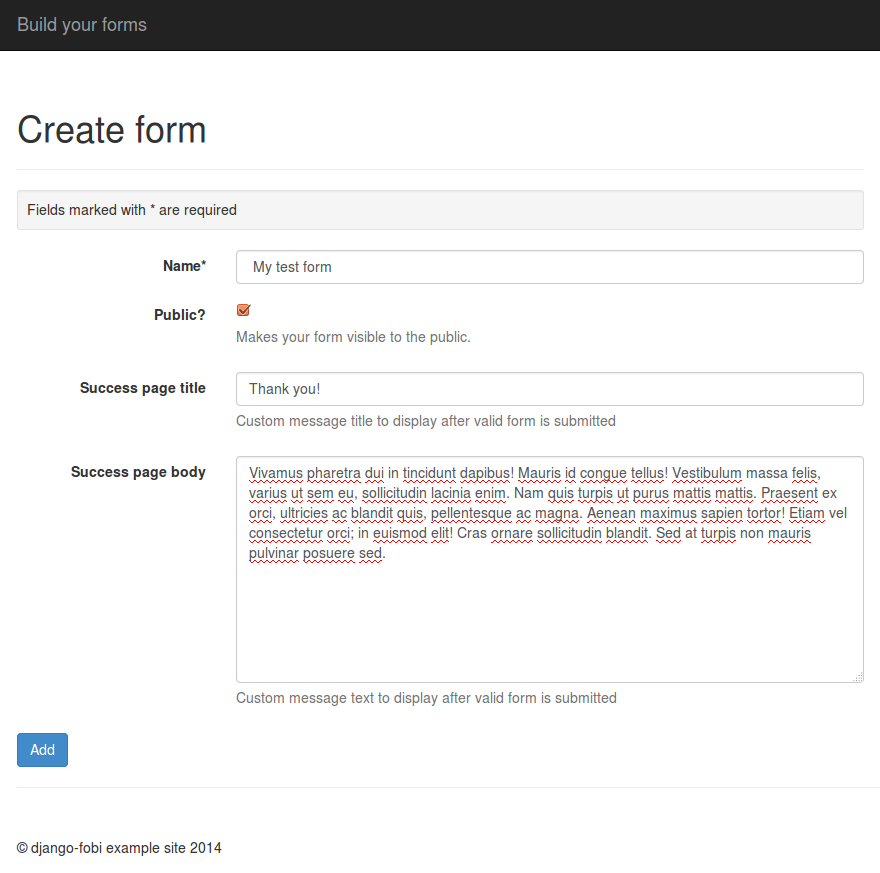 Build your forms
Create form
Fields marked with * are required
Name*
My test form
Public?
Makes your form visible to the public.
Success page title
Thank you!
Custom message title to display after valid form is submitted
Success page body
Vivamus pharetra dui in tincidunt dapibus! Mauris id congue tellus! Vestibulum massa felis,
varius ut sem eu, sollicitudin lacinia enim. Nam quis turpis ut purus mattis mattis. Praesent ex
orci, ultricies ac blandit quis, pellentesque ac magna. Aenean maximus sapien tortor! Etiam vel
consectetur orci; in euismod elit! Cras ornare sollicitudin blandit. Sed at turpis non mauris
pulvinar posuere sed.
Custom message text to display after valid form is submitted
Add
© django-fobi example site 2014